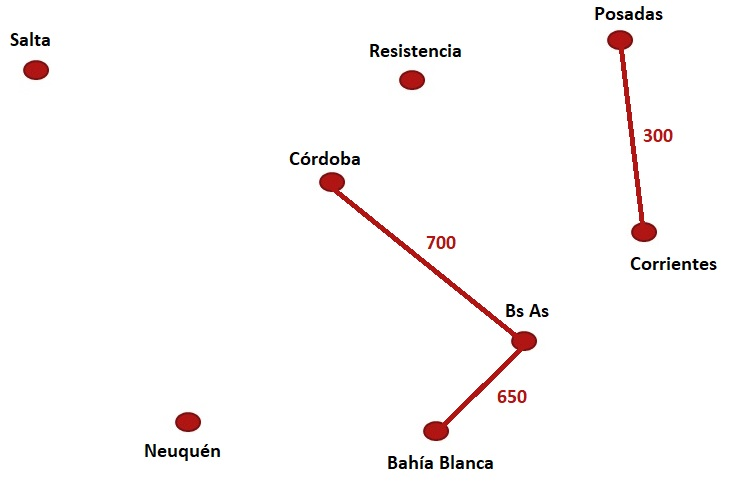 Posadas
Salta
Resistencia
300
Córdoba
700
Corrientes
Bs As
650
Neuquén
Bahía Blanca